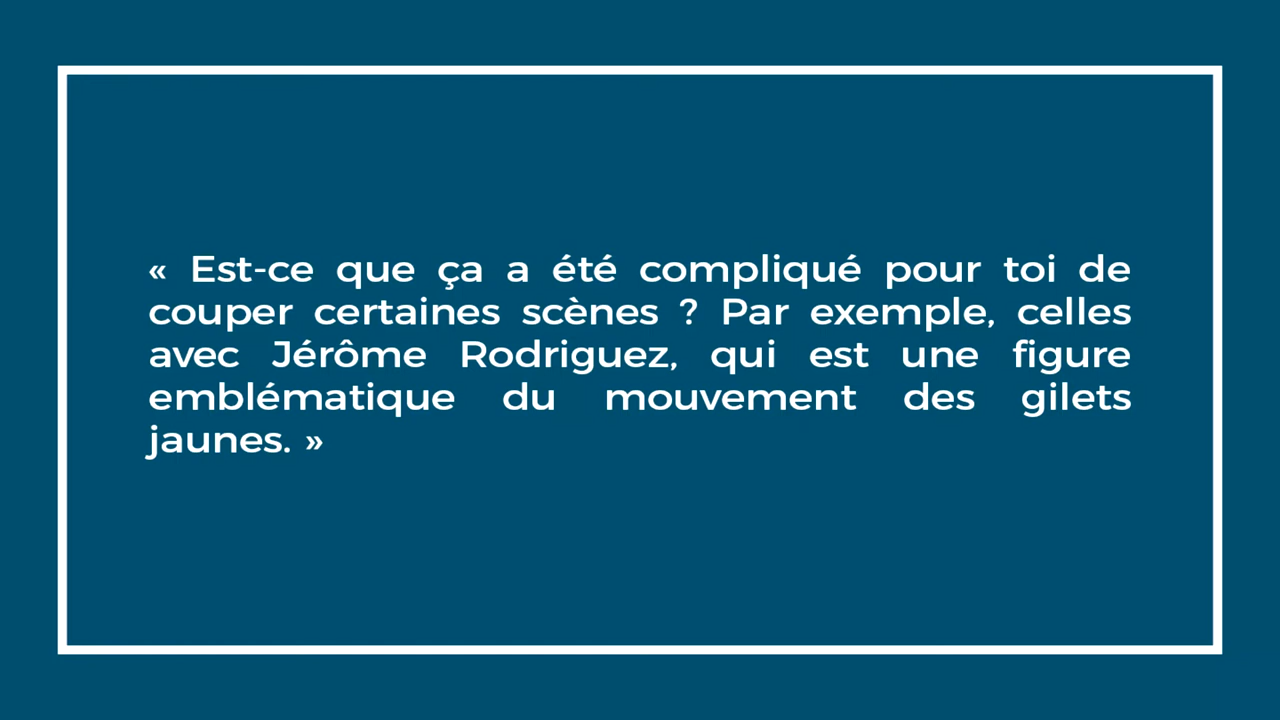 « Est-ce que ça a été compliqué pour toi de
couper certaines scènes ? Par exemple, celles
avec Jérôme Rodriguez, qui est une figure
emblématique du mouvement des gilets
jaunes. »